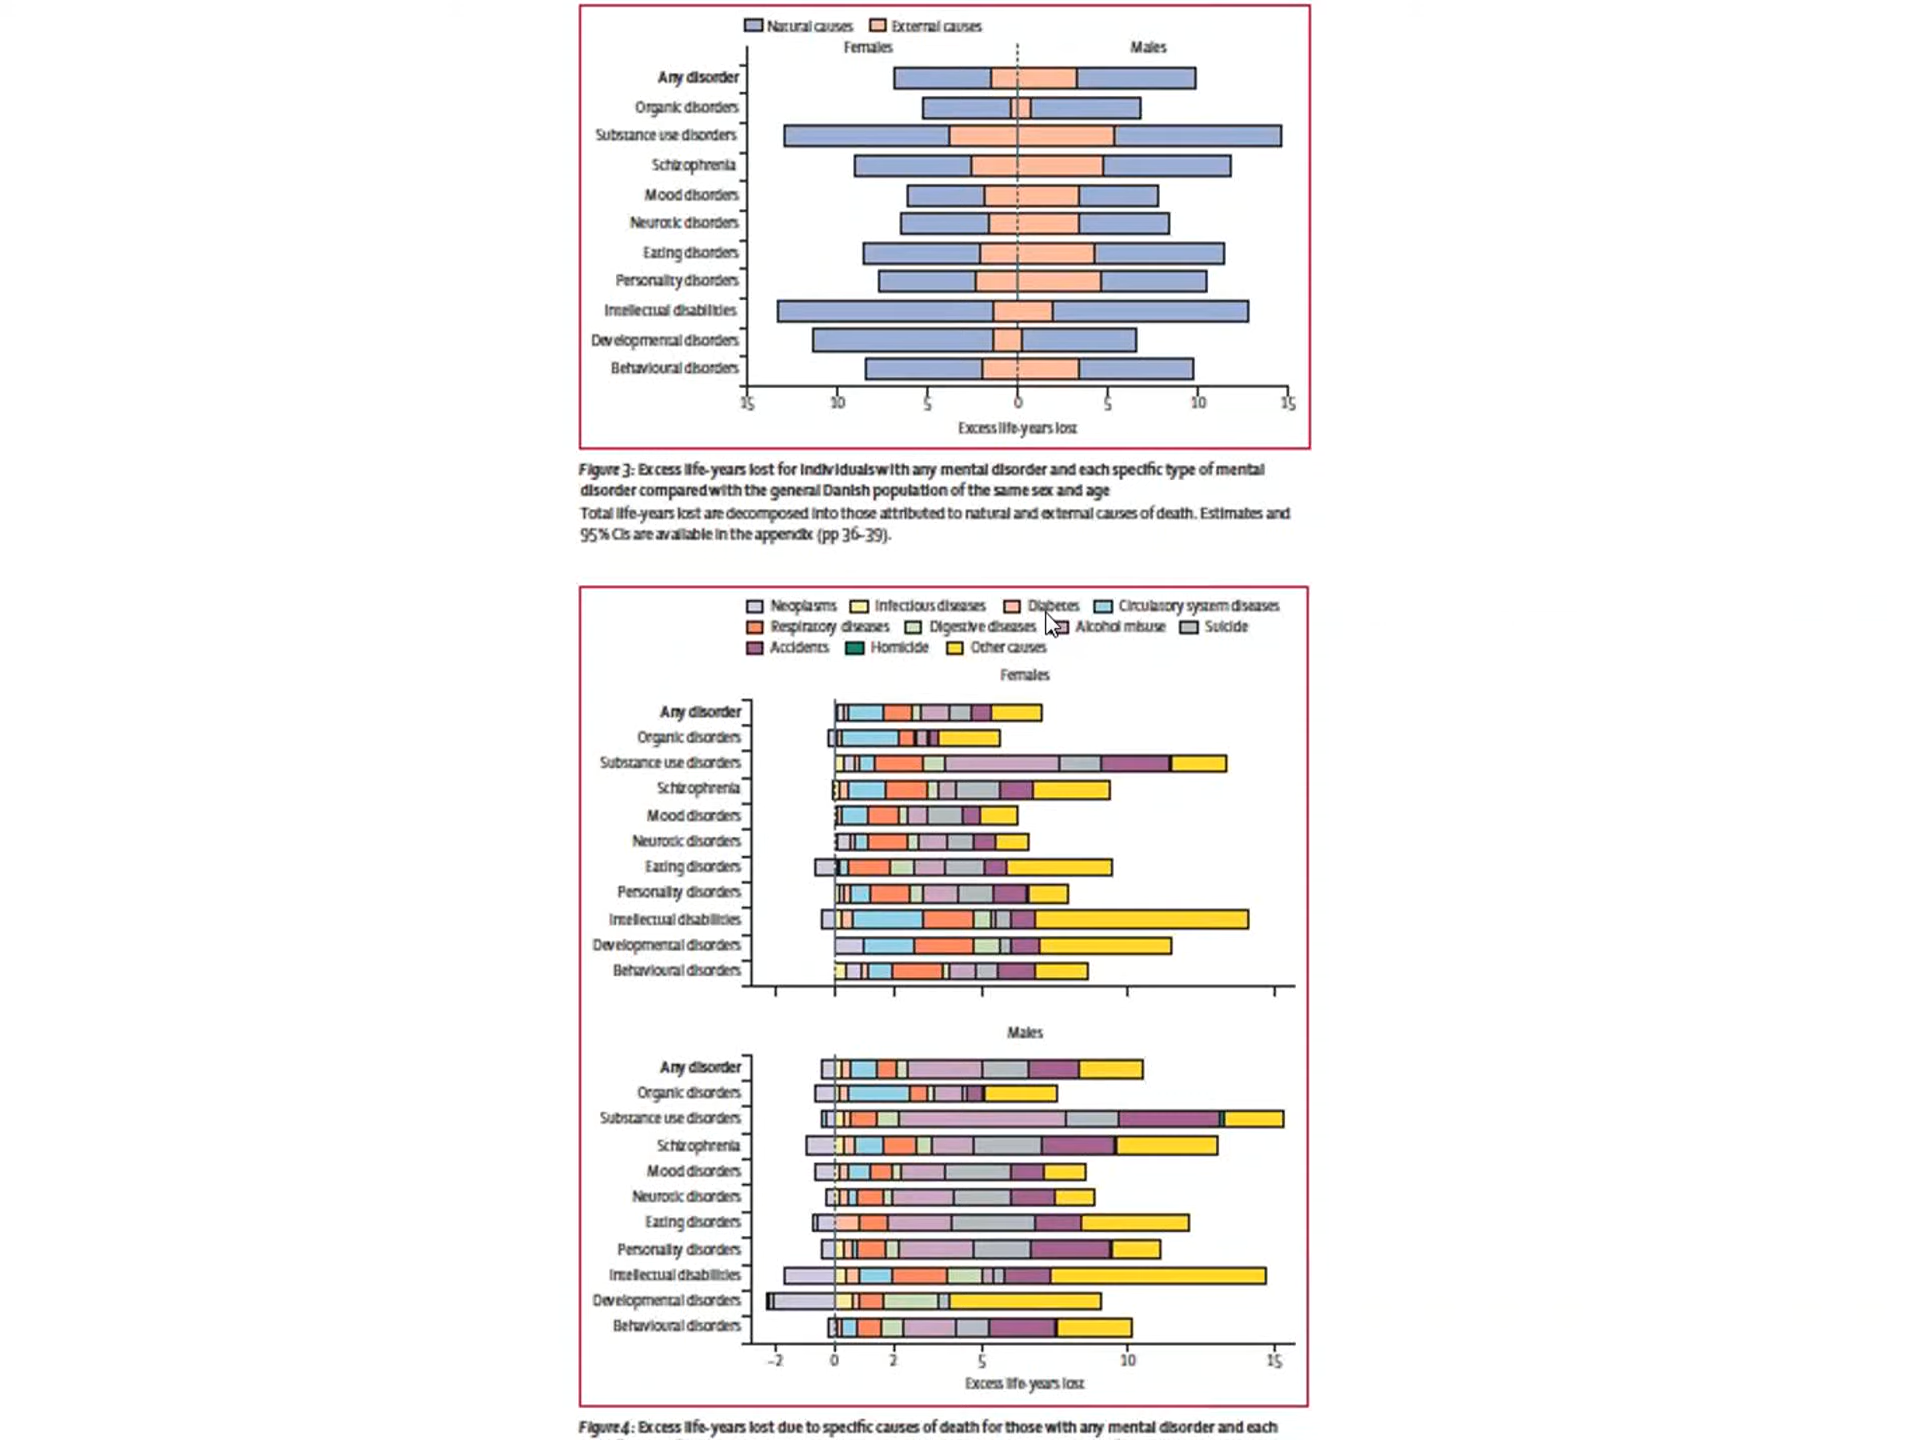 Natural causes External causes
Females Males
Any disorder
Organic disorders
Substance use disorders
Schizophrenia
Mood disorders
Neurotic disorders
Eating disorders
Personality disorders
Intellectual disabilities
Developmental disorders
Behavioural disorders
15 10 5 0 5 10 15
Excess life-years lost
Figure 3: Excess life-years lost for individuals with any mental disorder and each specific type of mental
disorder compared with the general Danish population of the same sex and age
Total life-years lost are decomposed into those attributed to natural and external causes of death. Estimates and
95% CIs are available in the appendix (pp 36–39).
Neoplasms Infectious diseases Diabetes Circulatory system diseases
Respiratory diseases Digestive diseases Alcohol misuse Suicide
Accidents Homicide Other causes
Females
Any disorder
Organic disorders
Substance use disorders
Schizophrenia
Mood disorders
Neurotic disorders
Eating disorders
Personality disorders
Intellectual disabilities
Developmental disorders
Behavioural disorders
Males
Any disorder
Organic disorders
Substance use disorders
Schizophrenia
Mood disorders
Neurotic disorders
Eating disorders
Personality disorders
Intellectual disabilities
Developmental disorders
Behavioural disorders
–2 0 2 5 10 15
Excess life-years lost
Figure 4: Excess life-years lost due to specific causes of death for those with any mental disorder and each